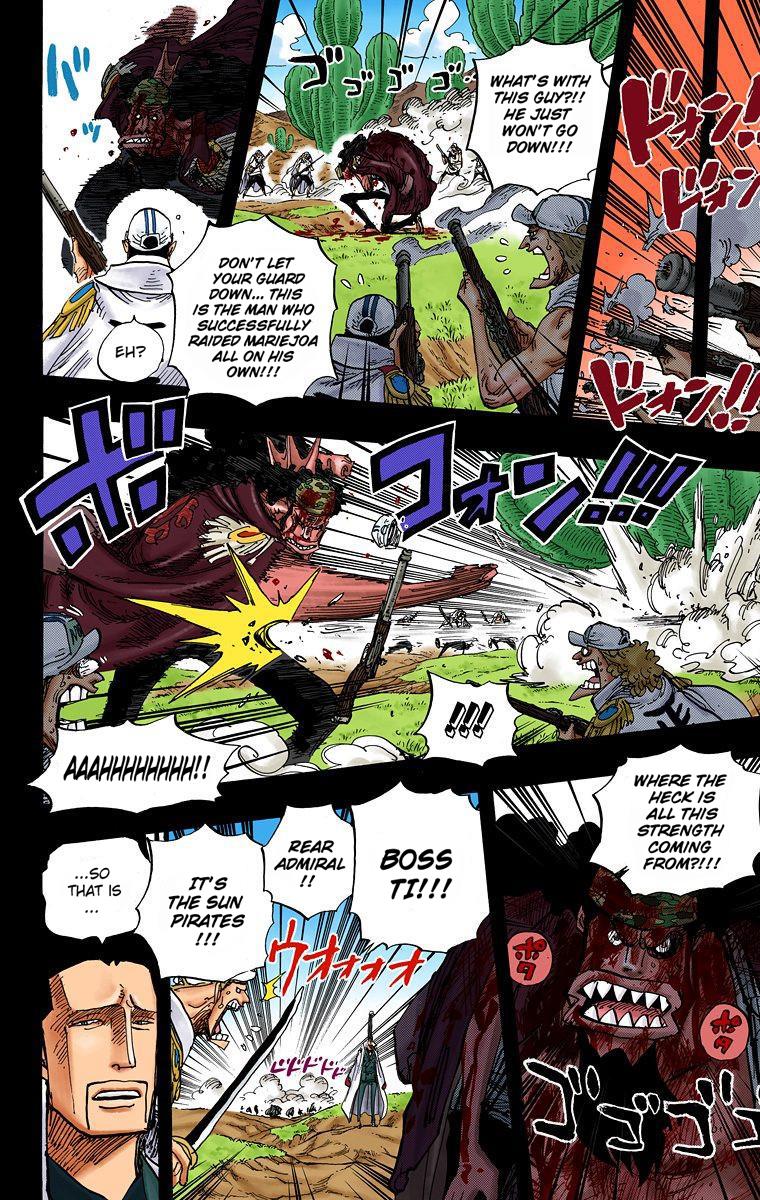 ドォン!!
ドォン!!
ドォン!!
WHAT'S WITH
THIS GUY?!!
HE JUST
WON'T GO
DOWN!!!
ゴゴゴゴ
DON'T LET
YOUR GUARD
DOWN... THIS
IS THE MAN WHO
SUCCESSFULLY
RAIDED MARIEJOA
ALL ON HIS
OWN!!!
バ
ッ
EH?
ボコォン!!!
AAAHHHHHHHH!!
!!!
WHERE THE
HECK IS
ALL THIS
STRENGTH
COMING
FROM?!!!
ポタ
ポタ
ゴゴゴゴ
BOSS
TI!!!
REAR
ADMIRAL
!!
IT'S
THE SUN
PIRATES
!!!
ウオォォォ
ドドドドド
...SO
THAT IS
...